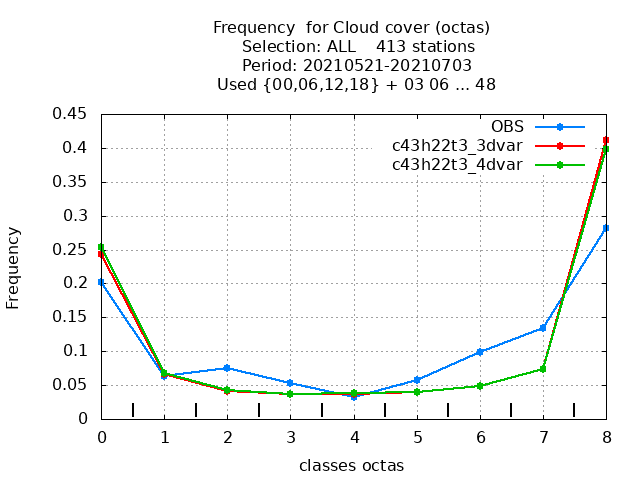 Frequency  for Cloud cover (octas)
Selection: ALL    413 stations
Period: 20210521-20210703
Used {00,06,12,18} + 03 06 ... 48
OBS
c43h22t3_3dvar
c43h22t3_4dvar
0.45
0.4
0.35
0.3
0.25
0.2
0.15
0.1
0.05
0
Frequency
0 1 2 3 4 5 6 7 8
classes octas